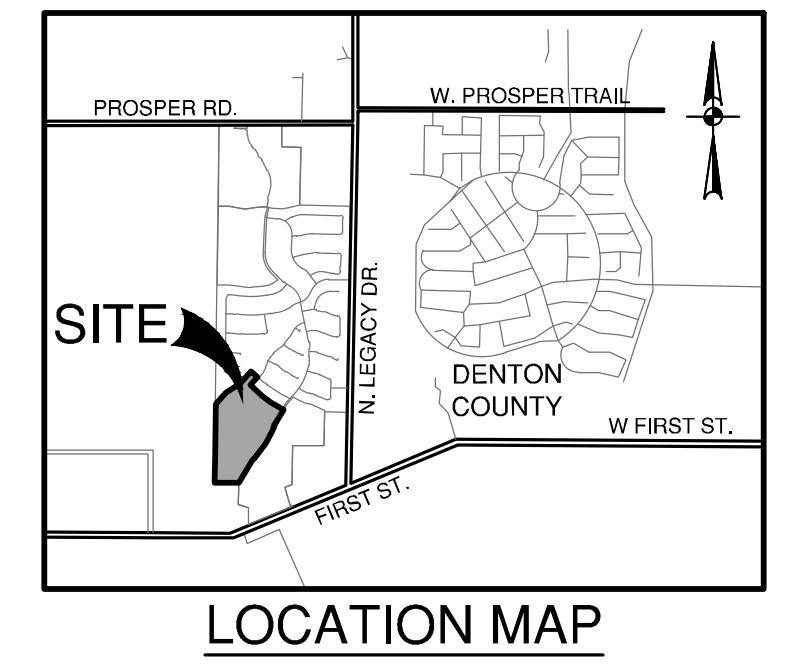 W. PROSPER TRAIL
PROSPER RD.
N. LEGACY DR.
SITE
DENTON
COUNTY
W FIRST ST.
FIRST ST.
LOCATION MAP